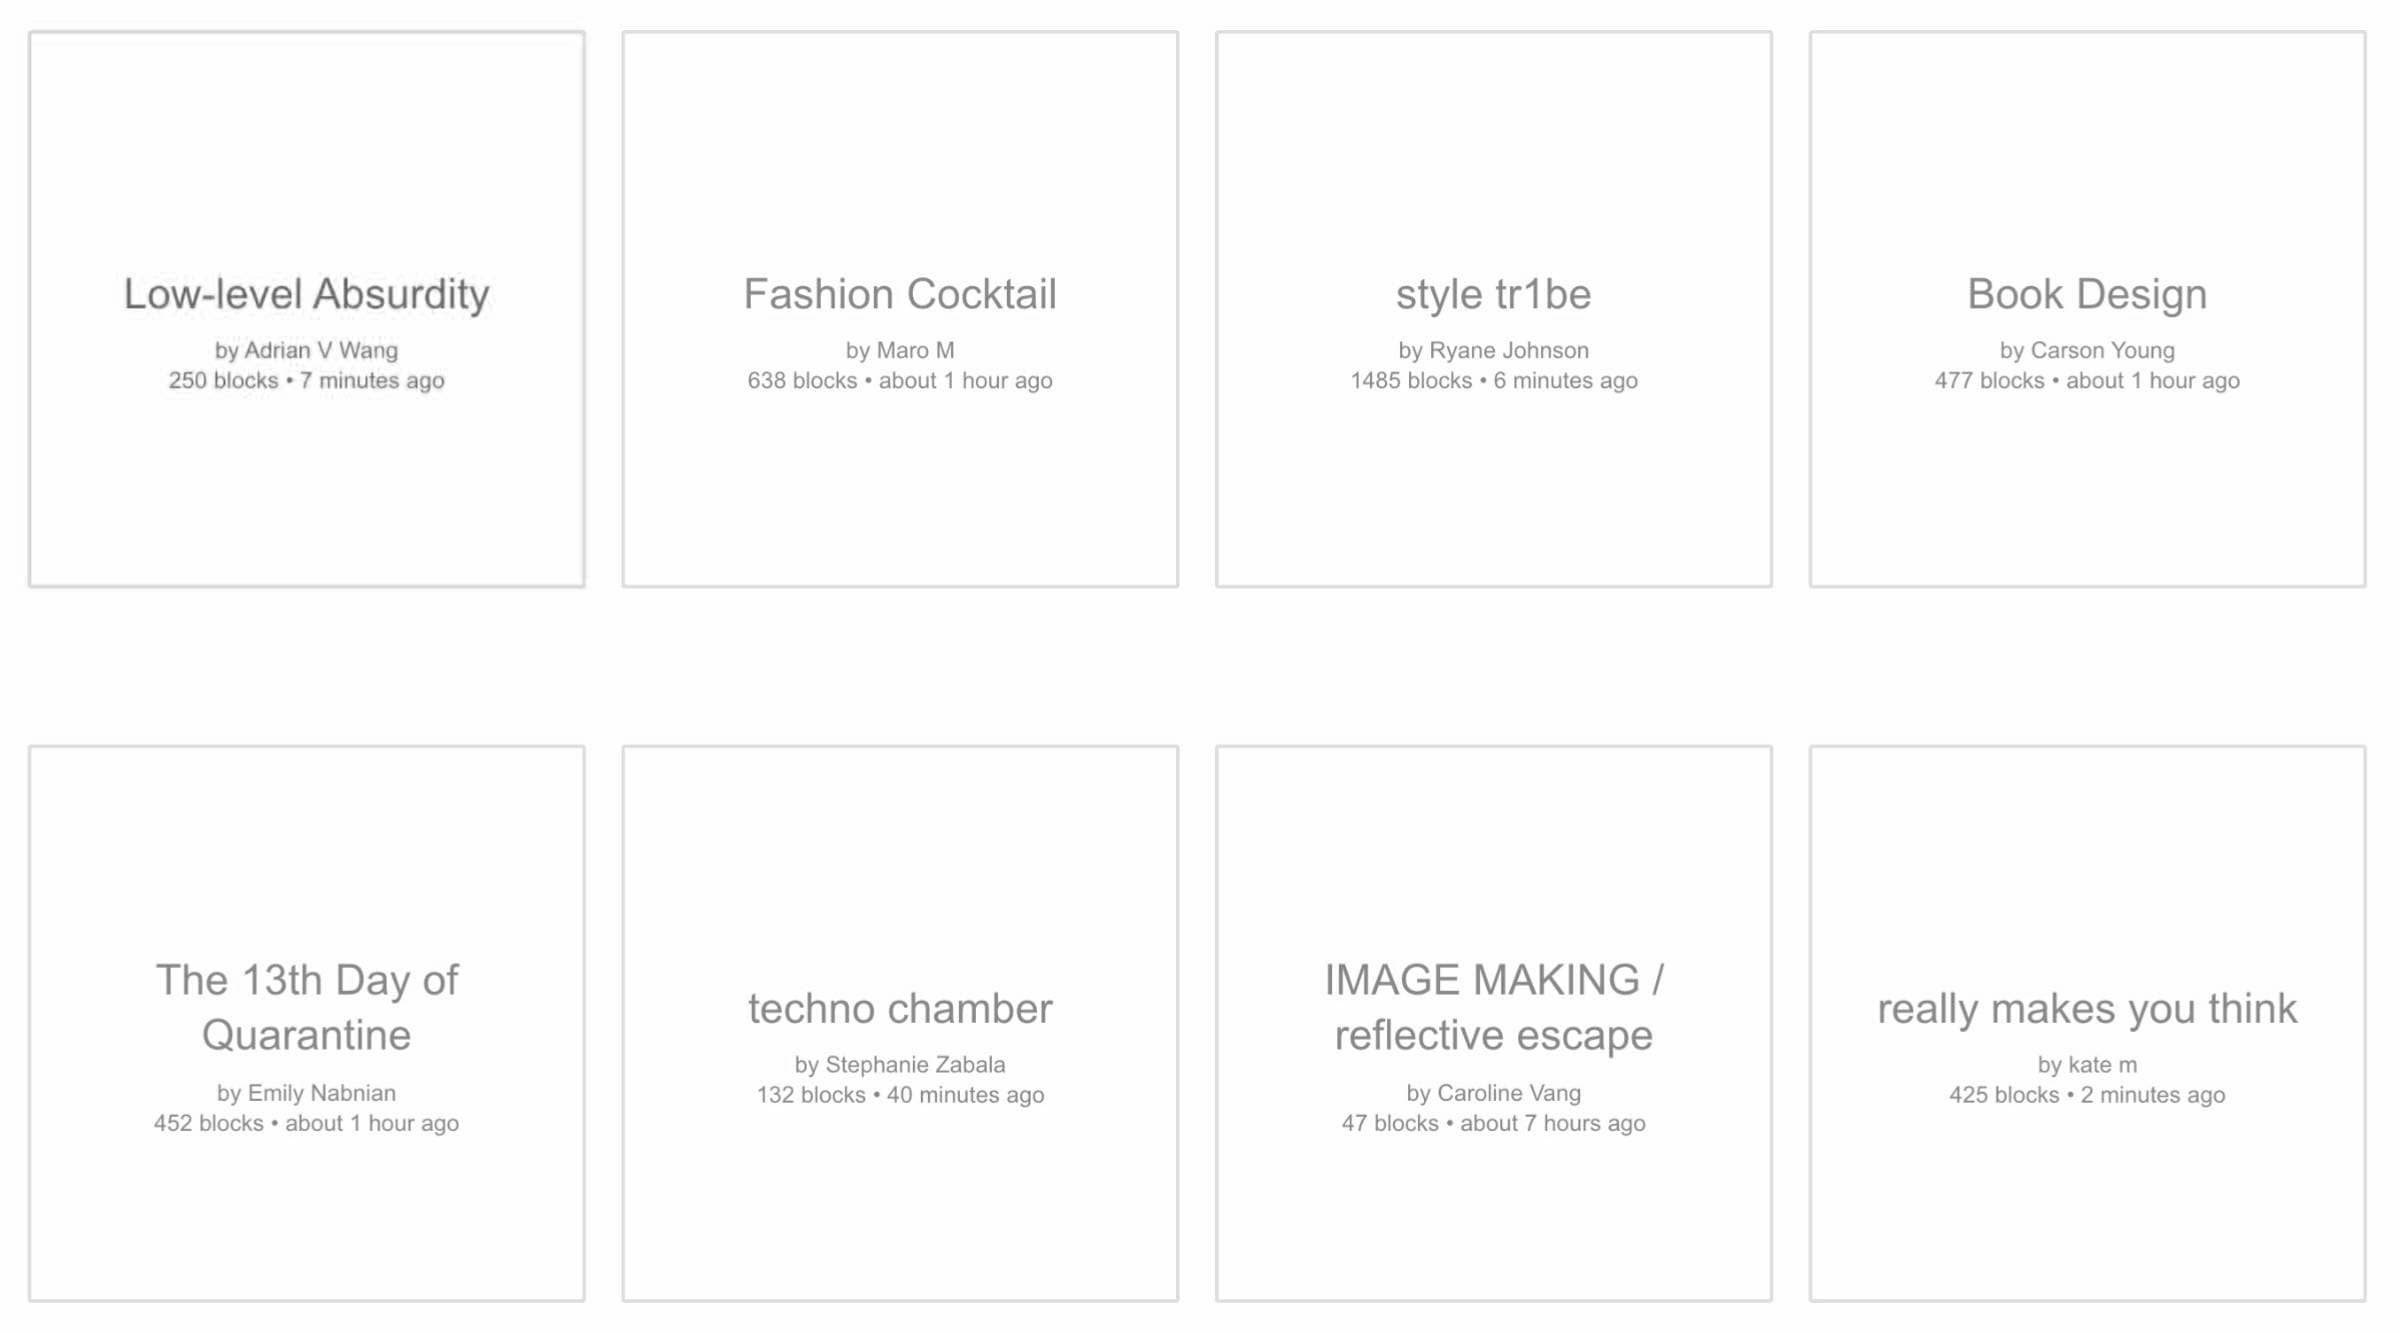 Low-level Absurdity
by Adrian V Wang
250 blocks • 7 minutes ago
Fashion Cocktail
by Maro M
638 blocks • about 1 hour ago
style tr1be
by Ryane Johnson
1485 blocks • 6 minutes ago
Book Design
by Carson Young
477 blocks • about 1 hour ago
The 13th Day of
Quarantine
by Emily Nabnian
452 blocks • about 1 hour ago
techno chamber
by Stephanie Zabala
132 blocks • 40 minutes ago
IMAGE MAKING /
reflective escape
by Caroline Vang
47 blocks • about 7 hours ago
really makes you think
by kate m
425 blocks • 2 minutes ago